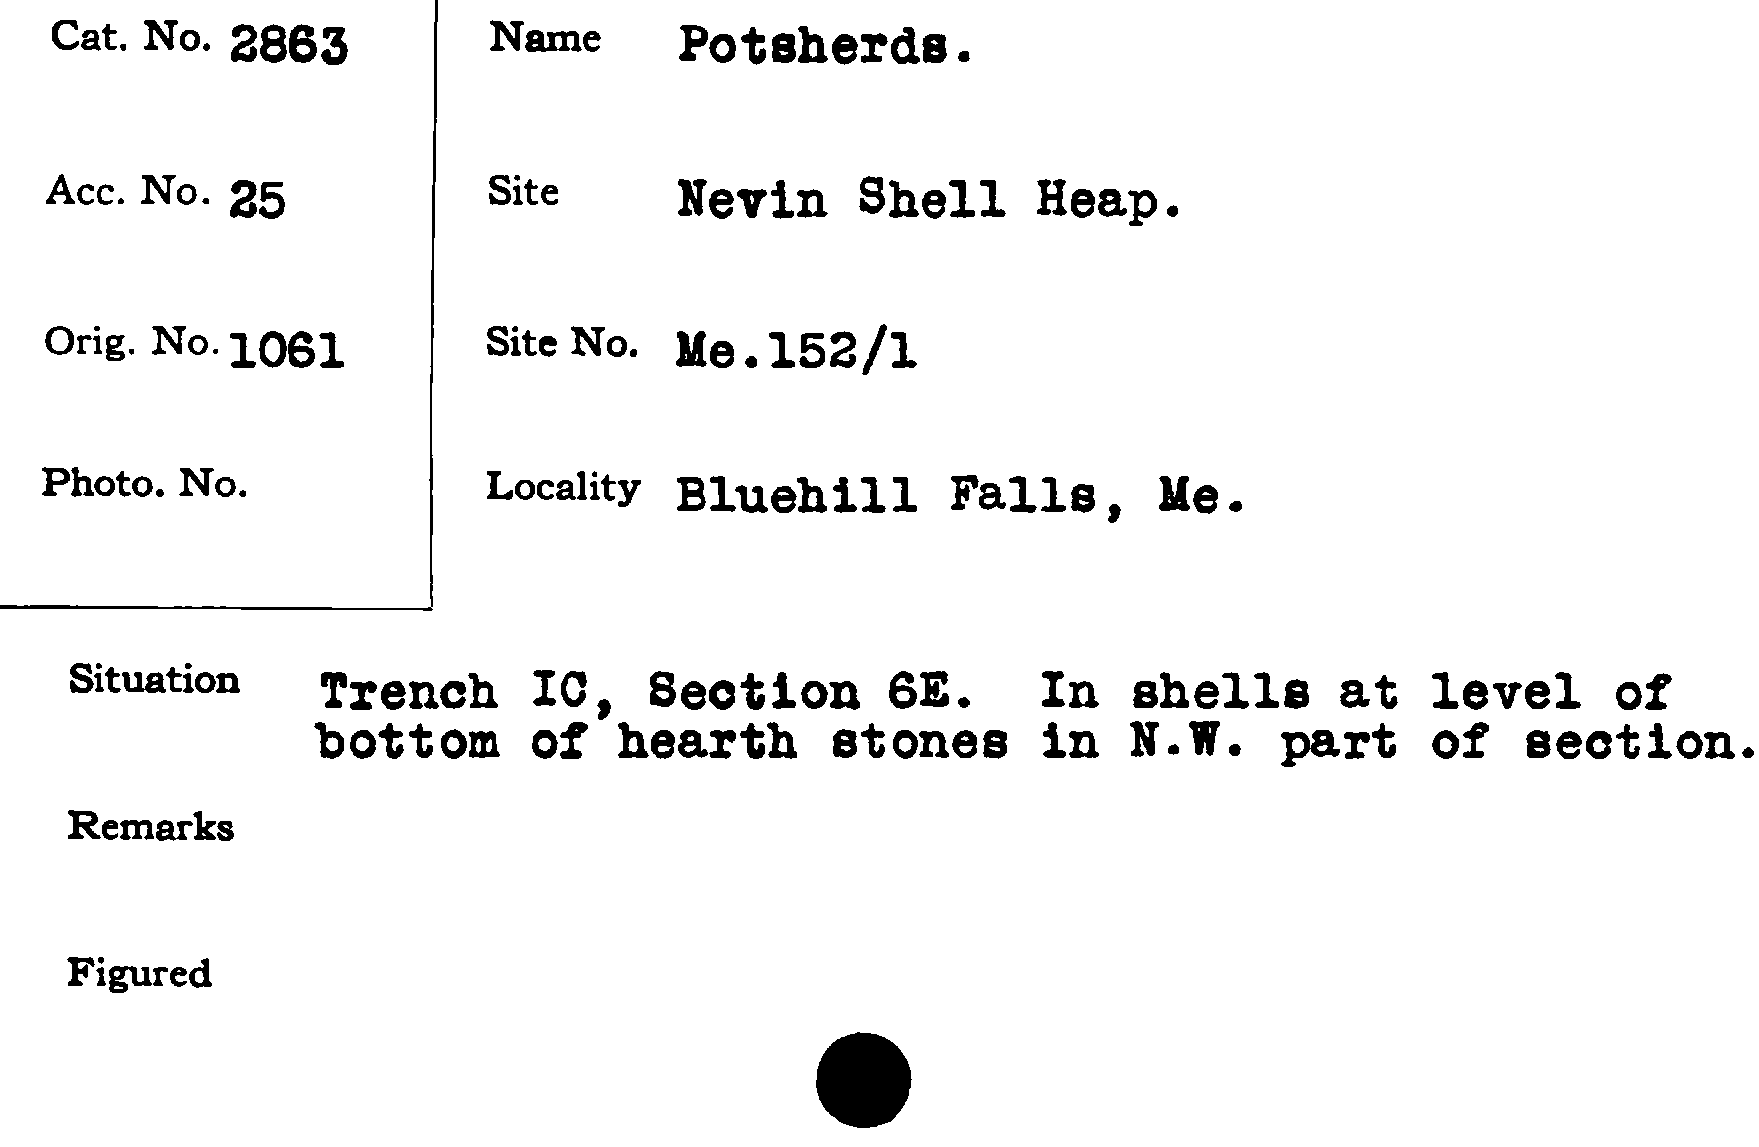 Cat. No. 2863
Name Potsherds.
Acc. No. 25
Site Nevin Shell Heap.
Orig. No. 1061
Site No. Me.152/1
Photo. No.
Locality Bluehill Falls, Me.
Situation Trench IC, Section 6E. In shells at level of
bottom of hearth stones in N.W. part of section.
Remarks
Figured